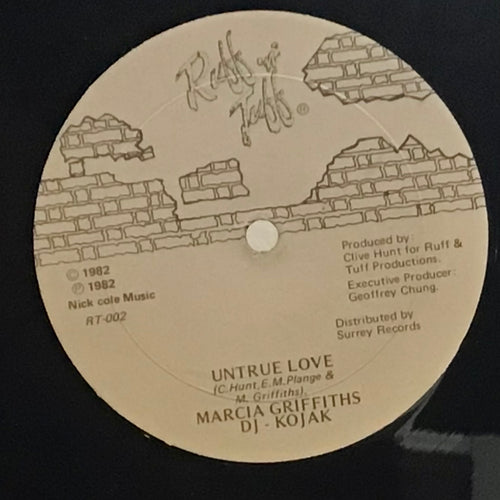 Ruff n'
Tuff ®
© 1982
℗ 1982
Nick cole Music
RT-002
Produced by:
Clive Hunt for Ruff &
Tuff Productions.
Executive Producer:
Geoffrey Chung.
Distributed by
Surrey Records
UNTRUE LOVE
(C.Hunt,E.M.Plange &
M. Griffiths).
MARCIA GRIFFITHS
DJ - KOJAK